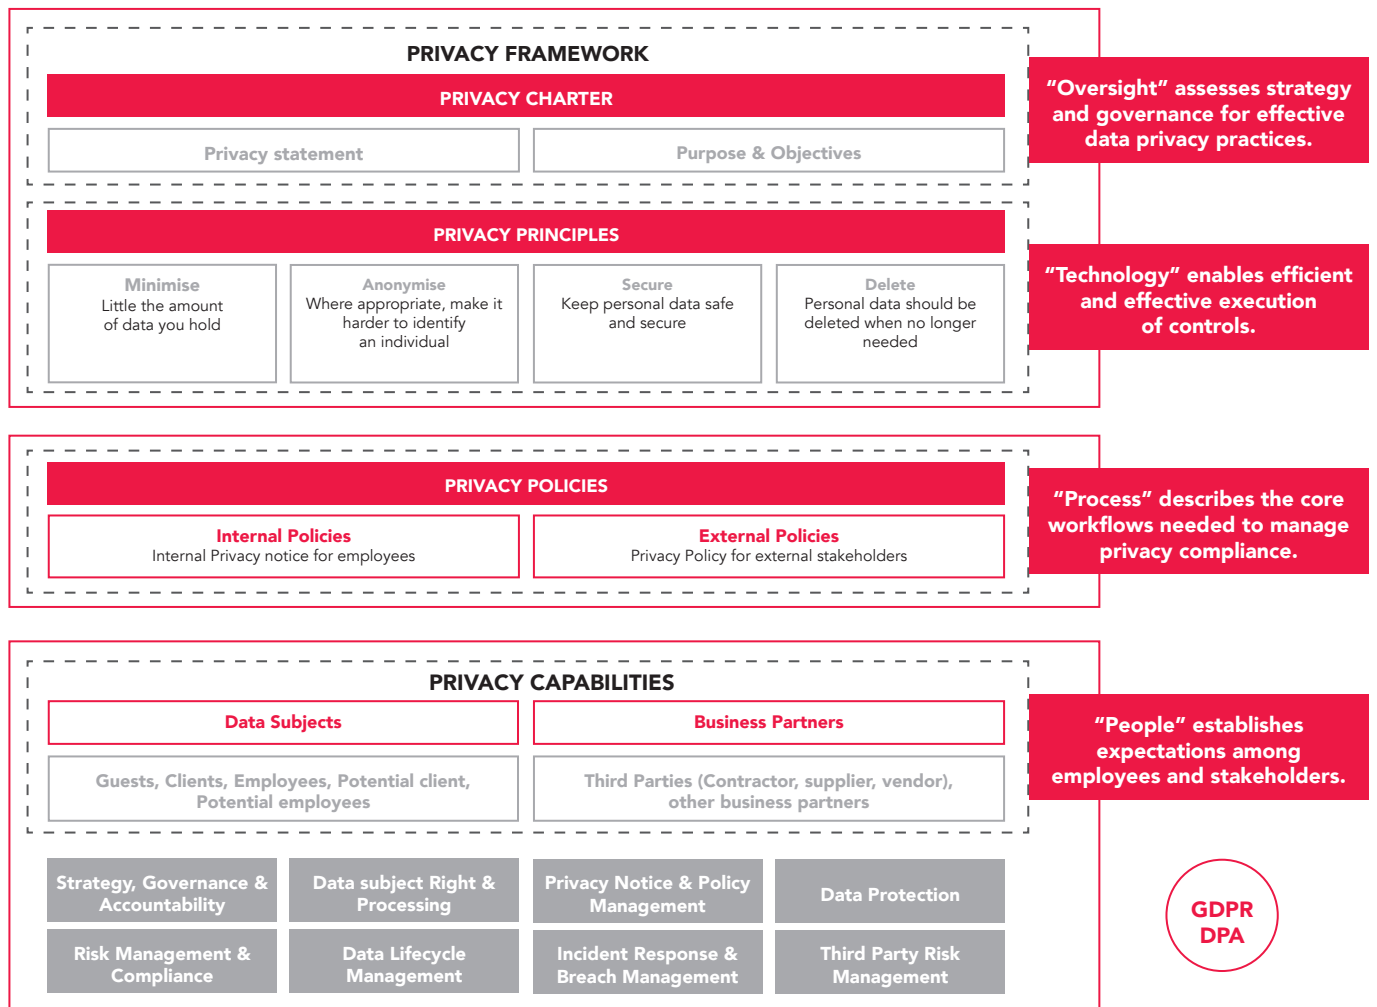 PRIVACY FRAMEWORK
PRIVACY CHARTER
Privacy statement
Purpose & Objectives
“Oversight” assesses strategy
and governance for effective
data privacy practices.
PRIVACY PRINCIPLES
Minimise
Little the amount
of data you hold
Anonymise
Where appropriate, make it
harder to identify
an individual
Secure
Keep personal data safe
and secure
Delete
Personal data should be
deleted when no longer
needed
“Technology” enables efficient
and effective execution
of controls.
PRIVACY POLICIES
Internal Policies
Internal Privacy notice for employees
External Policies
Privacy Policy for external stakeholders
“Process” describes the core
workflows needed to manage
privacy compliance.
PRIVACY CAPABILITIES
Data Subjects
Business Partners
Guests, Clients, Employees, Potential client,
Potential employees
Third Parties (Contractor, supplier, vendor),
other business partners
“People” establishes
expectations among
employees and stakeholders.
Strategy, Governance &
Accountability
Data subject Right &
Processing
Privacy Notice & Policy
Management
Data Protection
Risk Management &
Compliance
Data Lifecycle
Management
Incident Response &
Breach Management
Third Party Risk
Management
GDPR
DPA